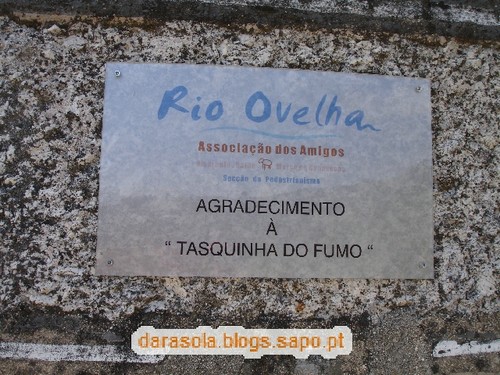 Rio Ovelha
Associação dos Amigos
Secção de Pedestrianismo
AGRADECIMENTO
À
“ TASQUINHA DO FUMO “
darasola.blogs.sapo.pt